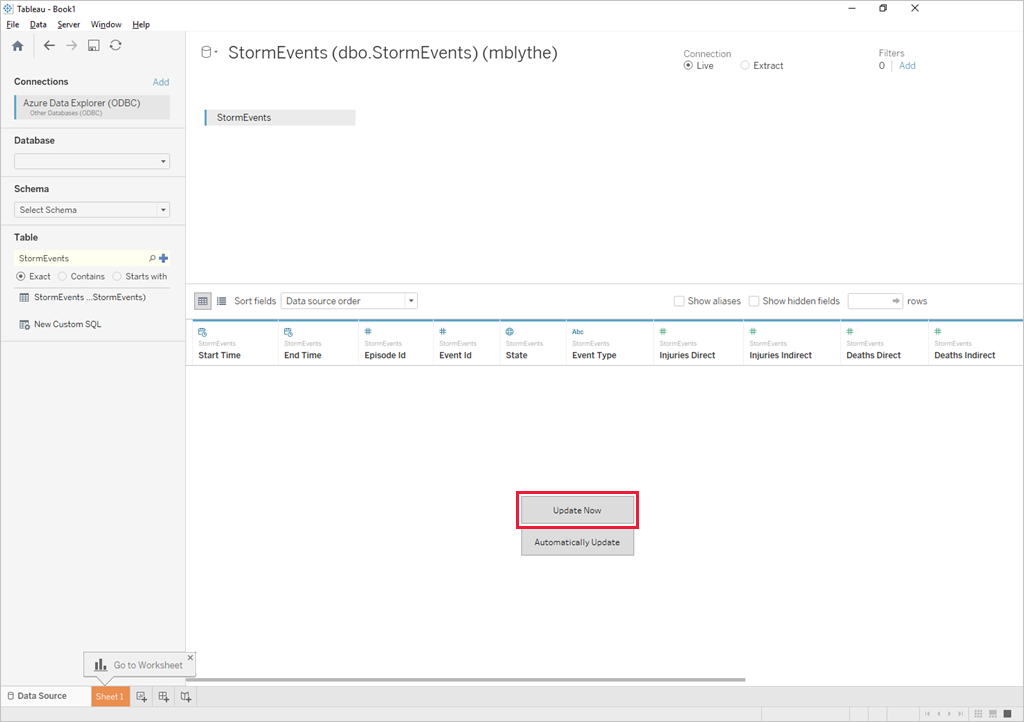 Tableau - Book1
File Data Server Window Help
Connections Add
Azure Data Explorer (ODBC)
Other Databases (ODBC)
Database
Schema
Select Schema
Table
StormEvents
Exact Contains Starts with
StormEvents ...StormEvents)
New Custom SQL
StormEvents (dbo.StormEvents) (mblythe)
Connection
Live Extract
Filters
0 Add
StormEvents
Sort fields Data source order Show aliases Show hidden fields rows
Abc
StormEvents StormEvents StormEvents StormEvents StormEvents StormEvents StormEvents StormEvents StormEvents StormEvents
Start Time End Time Episode Id Event Id State Event Type Injuries Direct Injuries Indirect Deaths Direct Deaths Indirect
Update Now
Automatically Update
Go to Worksheet
Data Source Sheet 1